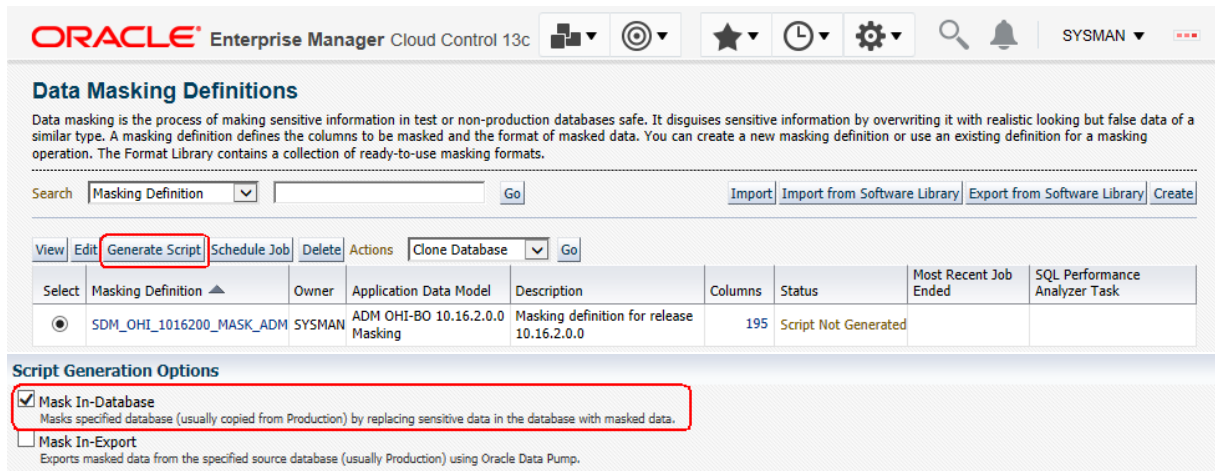 ORACLE Enterprise Manager Cloud Control 13c SYSMAN
Data Masking Definitions
Data masking is the process of making sensitive information in test or non-production databases safe. It disguises sensitive information by overwriting it with realistic looking but false data of a
similar type. A masking definition defines the columns to be masked and the format of masked data. You can create a new masking definition or use an existing definition for a masking
operation. The Format Library contains a collection of ready-to-use masking formats.
Search Masking Definition Go Import Import from Software Library Export from Software Library Create
View Edit Generate Script Schedule Job Delete Actions Clone Database Go
Select Masking Definition Owner Application Data Model Description Columns Status Most Recent Job Ended SQL Performance Analyzer Task
SDM_OHI_1016200_MASK_ADM SYSMAN ADM OHI-BO 10.16.2.0.0 Masking Masking definition for release 10.16.2.0.0 195 Script Not Generated
Script Generation Options
Mask In-Database
Masks specified database (usually copied from Production) by replacing sensitive data in the database with masked data.
Mask In-Export
Exports masked data from the specified source database (usually Production) using Oracle Data Pump.